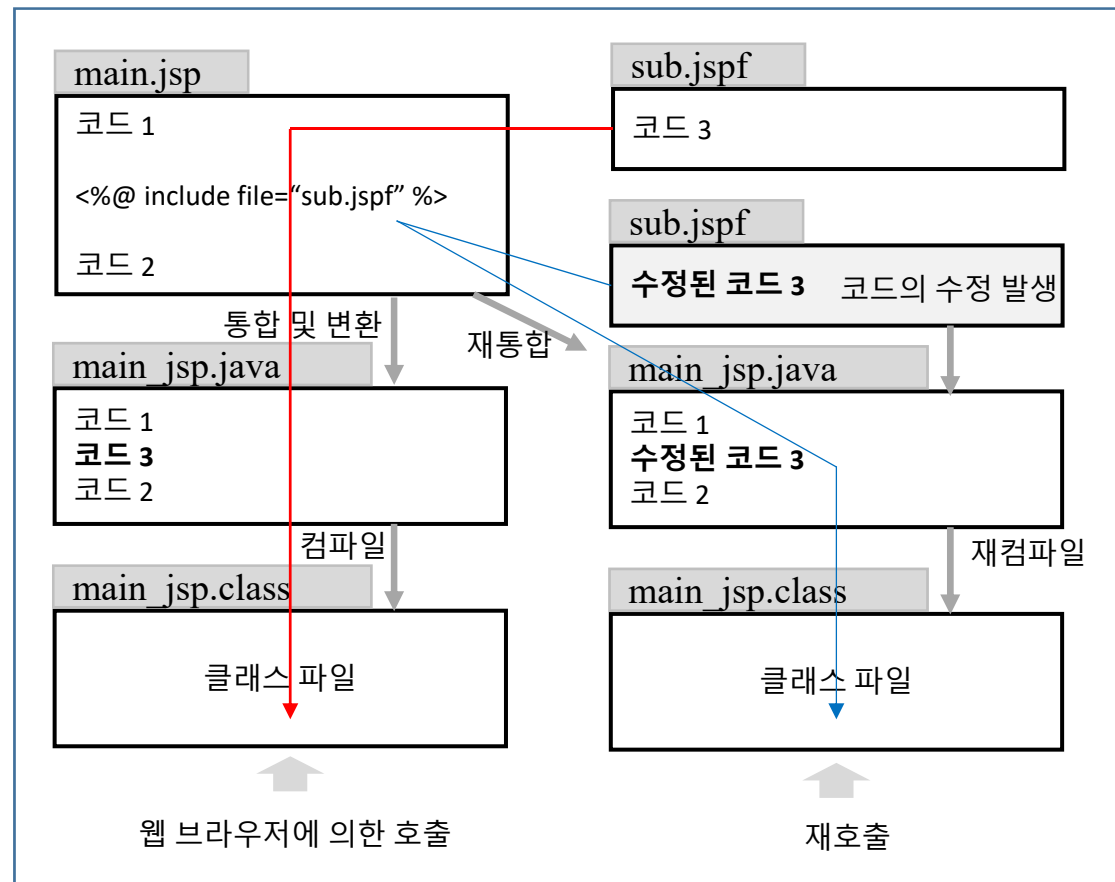 main.jsp
코드 1
<%@ include file=“sub.jspf” %>
코드 2
sub.jspf
코드 3
sub.jspf
수정된 코드 3 코드의 수정 발생
통합 및 변환
재통합
main_jsp.java
코드 1
코드 3
코드 2
main_jsp.java
코드 1
수정된 코드 3
코드 2
컴파일
재컴파일
main_jsp.class
클래스 파일
main_jsp.class
클래스 파일
웹 브라우저에 의한 호출
재호출